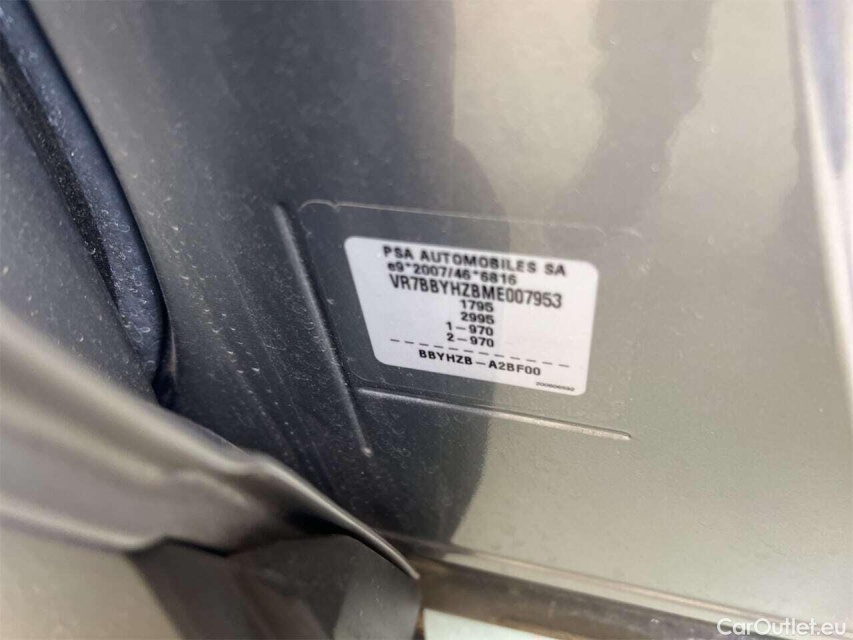 PSA AUTOMOBILES SA
e9*2007/46*6816
VR7BBYHZBME007953
1795
2995
1-970
2-970
BBYHZB-A2BF00
CarOutlet.eu